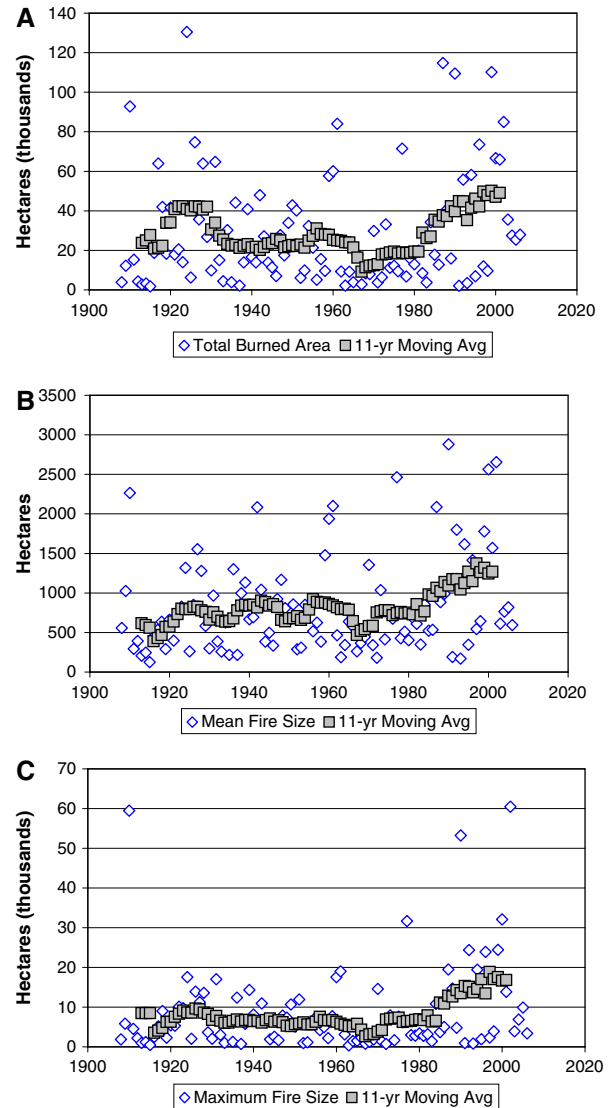 A
Hectares (thousands)
140
120
100
80
60
40
20
0
1900 1920 1940 1960 1980 2000 2020
Total Burned Area 11-yr Moving Avg
B
Hectares
3500
3000
2500
2000
1500
1000
500
0
1900 1920 1940 1960 1980 2000 2020
Mean Fire Size 11-yr Moving Avg
C
Hectares (thousands)
70
60
50
40
30
20
10
0
1900 1920 1940 1960 1980 2000 2020
Maximum Fire Size 11-yr Moving Avg